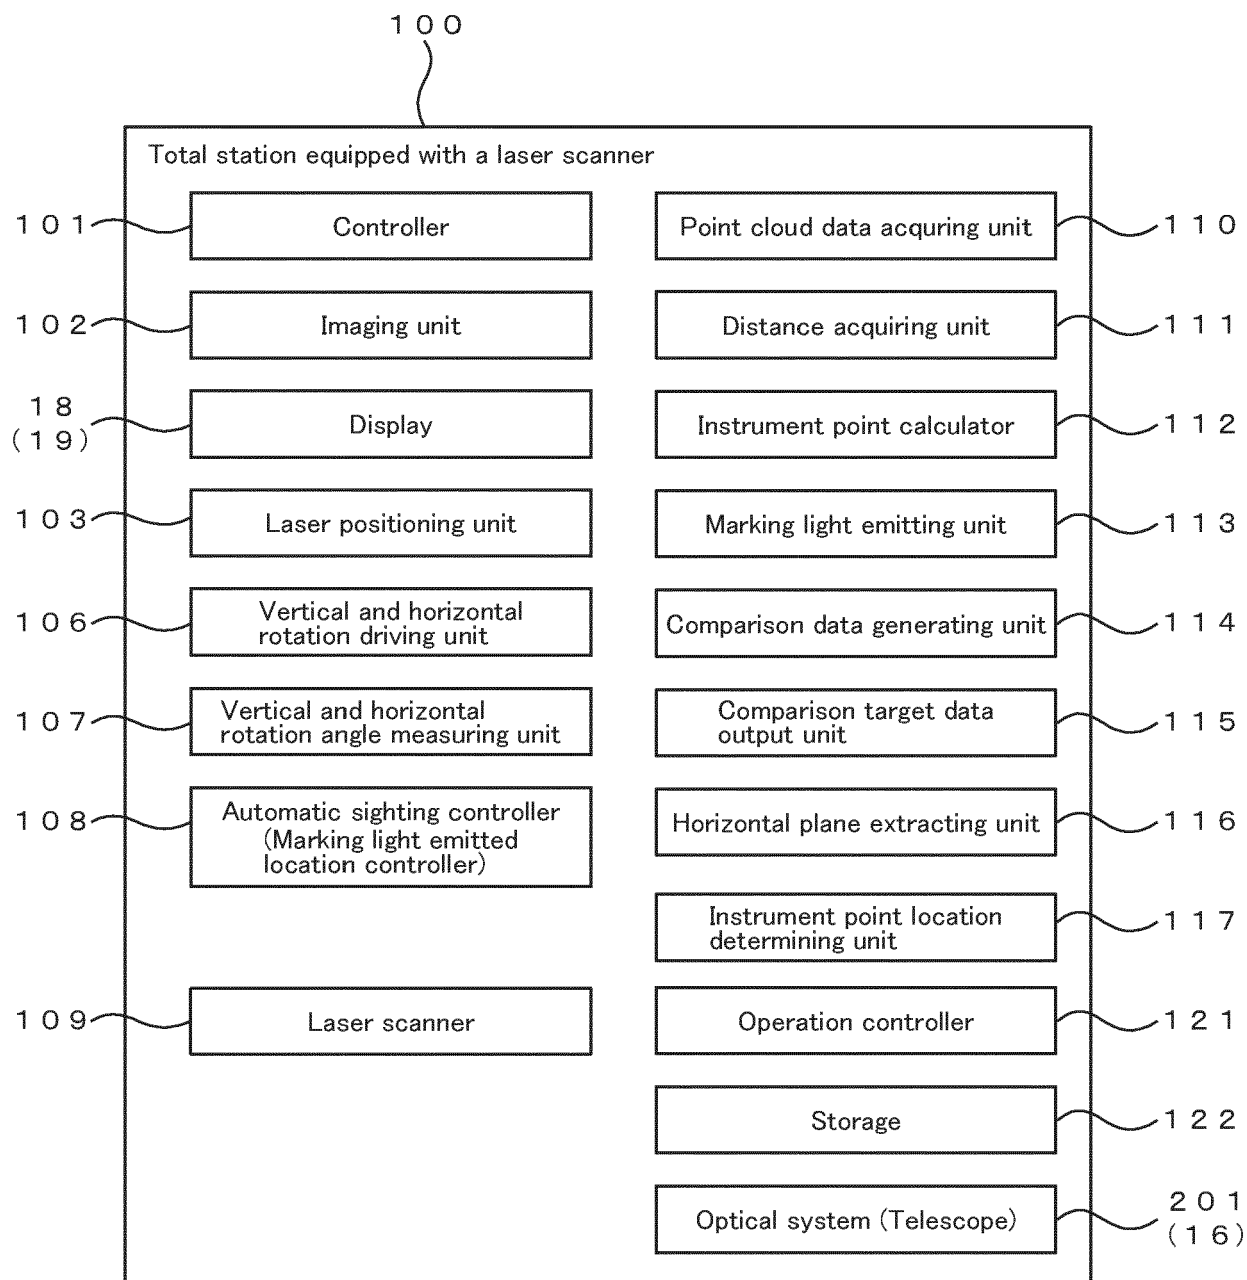 １００
Total station equipped with a laser scanner
１０１
Controller
１０２
Imaging unit
１８
（１９）
Display
１０３
Laser positioning unit
１０６
Vertical and horizontal
rotation driving unit
１０７
Vertical and horizontal
rotation angle measuring unit
１０８
Automatic sighting controller
(Marking light emitted
location controller)
１０９
Laser scanner
Point cloud data acquring unit
１１０
Distance acquiring unit
１１１
Instrument point calculator
１１２
Marking light emitting unit
１１３
Comparison data generating unit
１１４
Comparison target data
output unit
１１５
Horizontal plane extracting unit
１１６
Instrument point location
determining unit
１１７
Operation controller
１２１
Storage
１２２
Optical system (Telescope)
２０１
（１６）